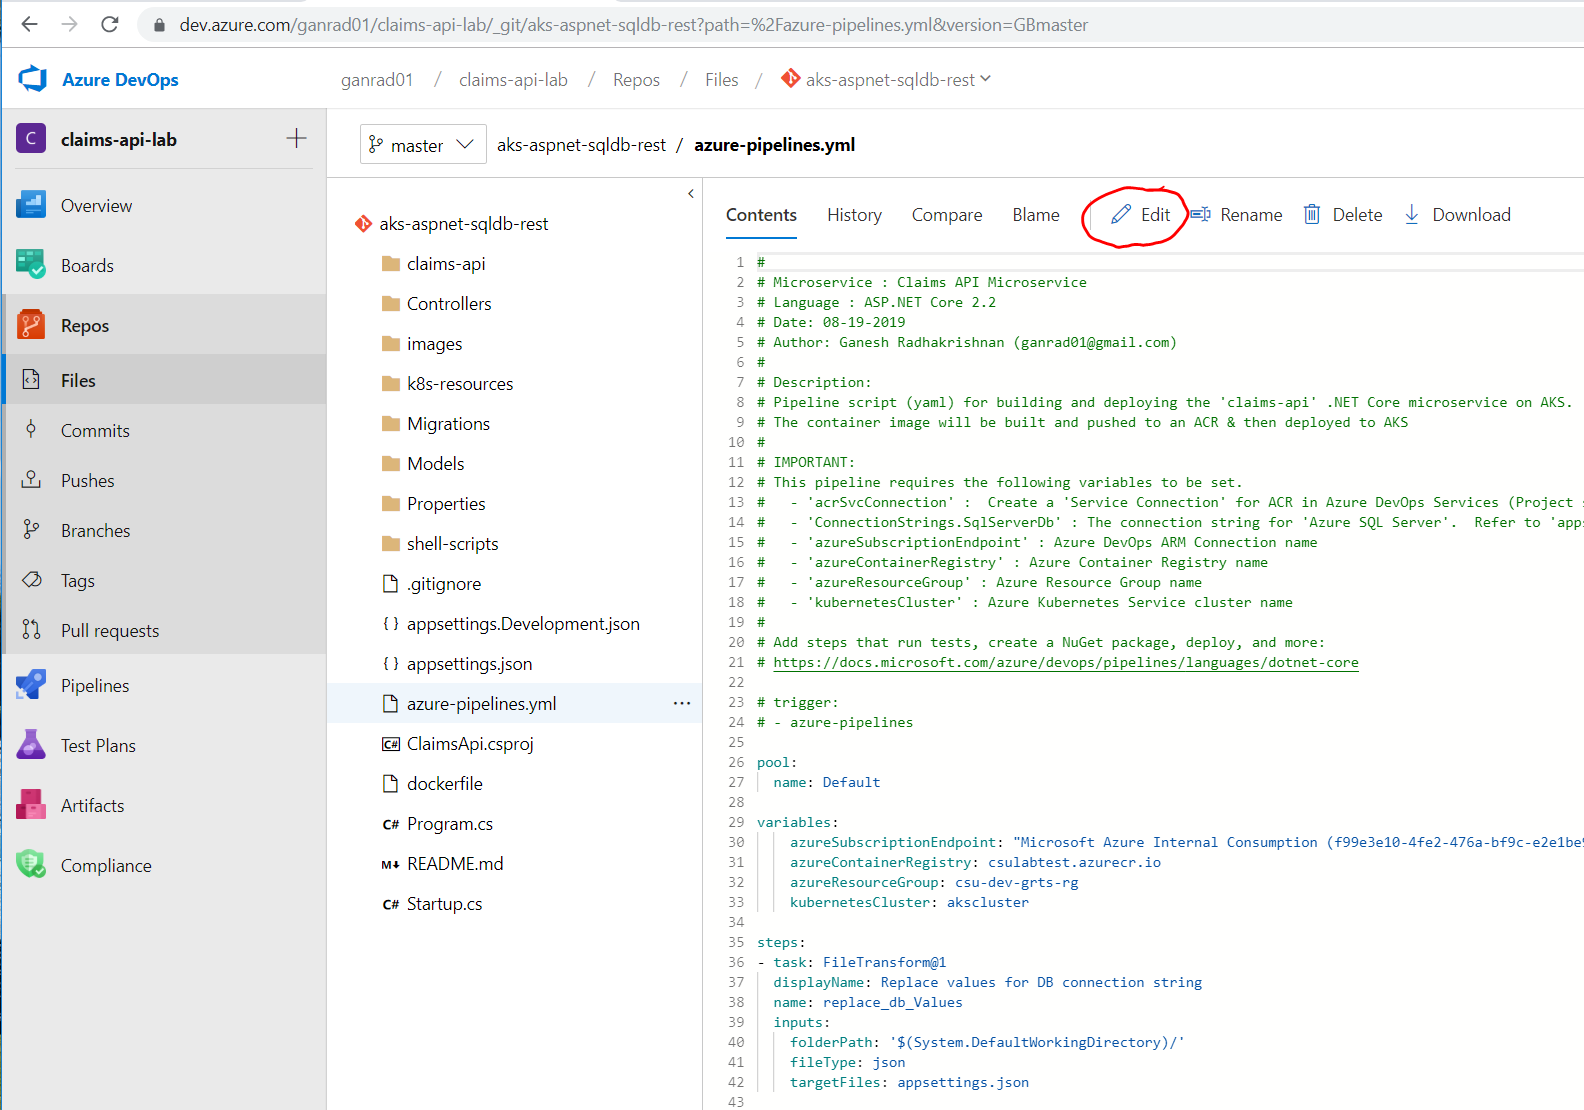 dev.azure.com/ganrad01/claims-api-lab/_git/aks-aspnet-sqldb-rest?path=%2Fazure-pipelines.yml&version=GBmaster
Azure DevOps
ganrad01 / claims-api-lab / Repos / Files / aks-aspnet-sqldb-rest
C claims-api-lab
Overview
Boards
Repos
Files
Commits
Pushes
Branches
Tags
Pull requests
Pipelines
Test Plans
Artifacts
Compliance
master aks-aspnet-sqldb-rest / azure-pipelines.yml
aks-aspnet-sqldb-rest
claims-api
Controllers
images
k8s-resources
Migrations
Models
Properties
shell-scripts
.gitignore
{ } appsettings.Development.json
{ } appsettings.json
azure-pipelines.yml ...
C# ClaimsApi.csproj
dockerfile
C# Program.cs
M↓ README.md
C# Startup.cs
Contents History Compare Blame Edit Rename Delete Download
1 #
2 # Microservice : Claims API Microservice
3 # Language : ASP.NET Core 2.2
4 # Date: 08-19-2019
5 # Author: Ganesh Radhakrishnan (ganrad01@gmail.com)
6 #
7 # Description:
8 # Pipeline script (yaml) for building and deploying the 'claims-api' .NET Core microservice on AKS.
9 # The container image will be built and pushed to an ACR & then deployed to AKS
10 #
11 # IMPORTANT:
12 # This pipeline requires the following variables to be set.
13 #   - 'acrSvcConnection' :  Create a 'Service Connection' for ACR in Azure DevOps Services (Project
14 #   - 'ConnectionStrings.SqlServerDb' : The connection string for 'Azure SQL Server'.  Refer to 'app
15 #   - 'azureSubscriptionEndpoint' : Azure DevOps ARM Connection name
16 #   - 'azureContainerRegistry' : Azure Container Registry name
17 #   - 'azureResourceGroup' : Azure Resource Group name
18 #   - 'kubernetesCluster' : Azure Kubernetes Service cluster name
19 #
20 # Add steps that run tests, create a NuGet package, deploy, and more:
21 # https://docs.microsoft.com/azure/devops/pipelines/languages/dotnet-core
22
23 # trigger:
24 # - azure-pipelines
25
26 pool:
27   name: Default
28
29 variables:
30     azureSubscriptionEndpoint: "Microsoft Azure Internal Consumption (f99e3e10-4fe2-476a-bf9c-e2e1be
31     azureContainerRegistry: csulabtest.azurecr.io
32     azureResourceGroup: csu-dev-grts-rg
33     kubernetesCluster: akscluster
34
35 steps:
36 - task: FileTransform@1
37   displayName: Replace values for DB connection string
38   name: replace_db_Values
39   inputs:
40     folderPath: '$(System.DefaultWorkingDirectory)/'
41     fileType: json
42     targetFiles: appsettings.json
43